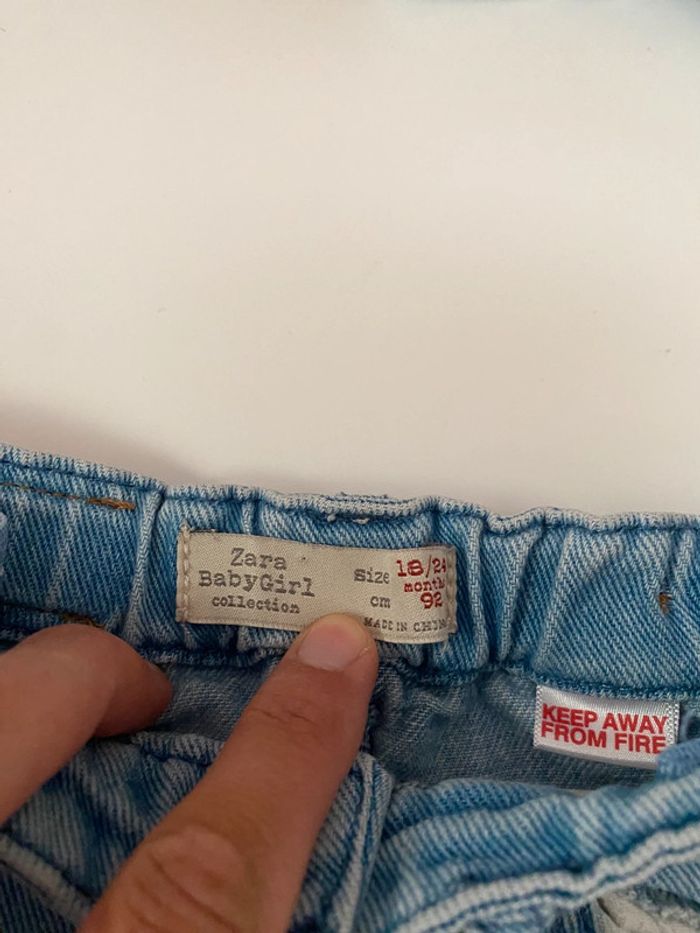 Zara
BabyGirl
collection
Size 18/24
months
cm 92
MADE IN CHINA
KEEP AWAY
FROM FIRE